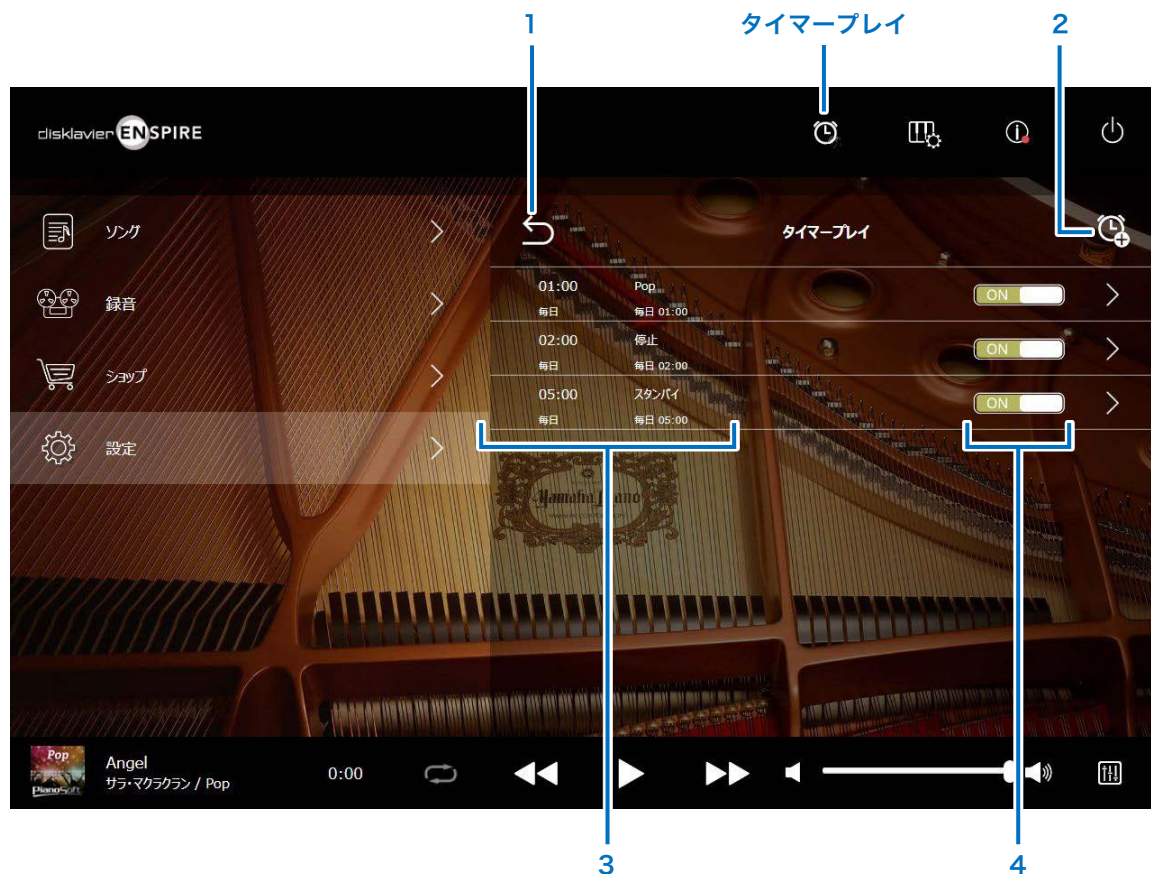 1 タイマープレイ 2
disklavier ENSPIRE
ソング
録音
ショップ
設定
タイマープレイ
01:00 Pop ON
毎日 毎日 01:00
02:00 停止 ON
毎日 毎日 02:00
05:00 スタンバイ ON
毎日 毎日 05:00
Yamaha Piano
Pop
PianoSoft
Angel
サラ・マクラクラン / Pop
0:00
3 4